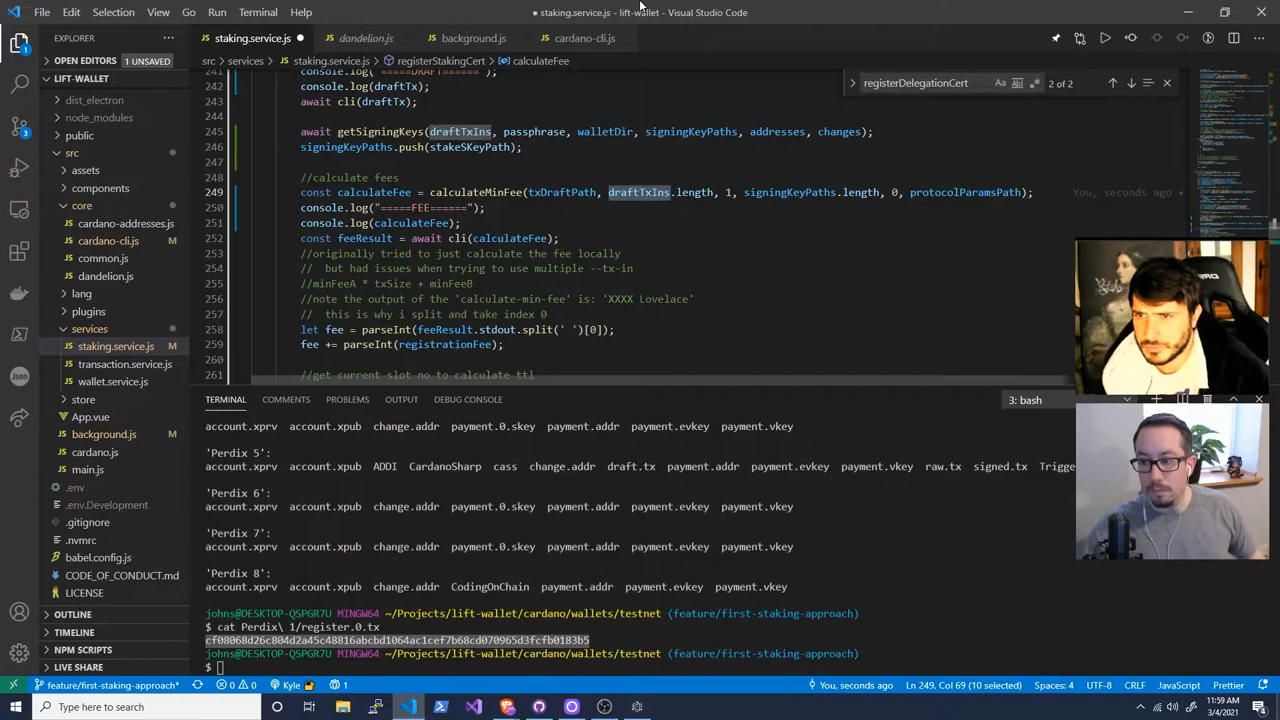 File Edit Selection View Go Run Terminal Help
● staking.service.js - lift-wallet - Visual Studio Code
EXPLORER
OPEN EDITORS 1 UNSAVED
LIFT-WALLET
dist_electron
node_modules
public
src
assets
components
core
cardano-addresses.js
cardano-cli.js
common.js
dandelion.js
lang
plugins
services
staking.service.js M
transaction.service.js
wallet.service.js
store
App.vue
background.js M
cardano.js
main.js
.env
.env.Development
.gitignore
.nvmrc
babel.config.js
CODE_OF_CONDUCT.md
LICENSE
OUTLINE
TIMELINE
NPM SCRIPTS
LIVE SHARE
staking.service.js ● dandelion.js background.js cardano-cli.js
src > services > staking.service.js > registerStakingCert > calculateFee
registerDelegation Aa 2 of 2
241 console.log("=====DRAFT======");
242 console.log(draftTx);
243 await cli(draftTx);
245 walletDir, signingKeyPaths, changes);
246 signingKeyPaths.push(stakeSKeyPath)
247
//calculate fees
249 const calculateFee = draftTxIns.length, 1, signingKeyPaths.length, 0, You, seconds ago
250
251
252 const feeResult = await cli(calculateFee);
253 //originally tried to just calculate the fee locally
254 // but had issues when trying to use multiple --tx-in
255 //minFeeA * txSize + minFeeB
256 //note the output of the 'calculate-min-fee' is: 'XXXX Lovelace'
257 // this is why i split and take index 0
258 let fee = parseInt(feeResult.stdout.split(' ')[0]);
259 fee += parseInt(registrationFee);
260
261 //get current slot no to calculate ttl
TERMINAL COMMENTS PROBLEMS OUTPUT DEBUG CONSOLE 3: bash
account.xprv account.xpub change.addr payment.0.skey payment.addr payment.evkey payment.vkey
'Perdix 5':
account.xprv account.xpub ADDI CardanoSharp cass change.addr draft.tx payment.addr payment.evkey payment.vkey raw.tx signed.tx Trigge
'Perdix 6':
account.xprv account.xpub change.addr payment.0.skey payment.addr payment.evkey payment.vkey
'Perdix 7':
account.xprv account.xpub change.addr payment.0.skey payment.addr payment.evkey payment.vkey
'Perdix 8':
account.xprv account.xpub change.addr CodingOnChain payment.addr payment.evkey payment.vkey
johns@DESKTOP-QSPGR7U MINGW64 ~/Projects/lift-wallet/cardano/wallets/testnet (feature/first-staking-approach)
$ cat Perdix\ 1/register.0.tx
cf08068d26c804d2a45c48816abcbd1064ac1cef7b68cd070965d3fcfb0183b5
johns@DESKTOP-QSPGR7U MINGW64 ~/Projects/lift-wallet/cardano/wallets/testnet (feature/first-staking-approach)
$
feature/first-staking-approach* 0 0 Kyle 1 You, seconds ago Ln 249, Col 69 (10 selected) Spaces: 4 UTF-8 CRLF JavaScript Prettier
Type here to search
11:59 AM
3/4/2021